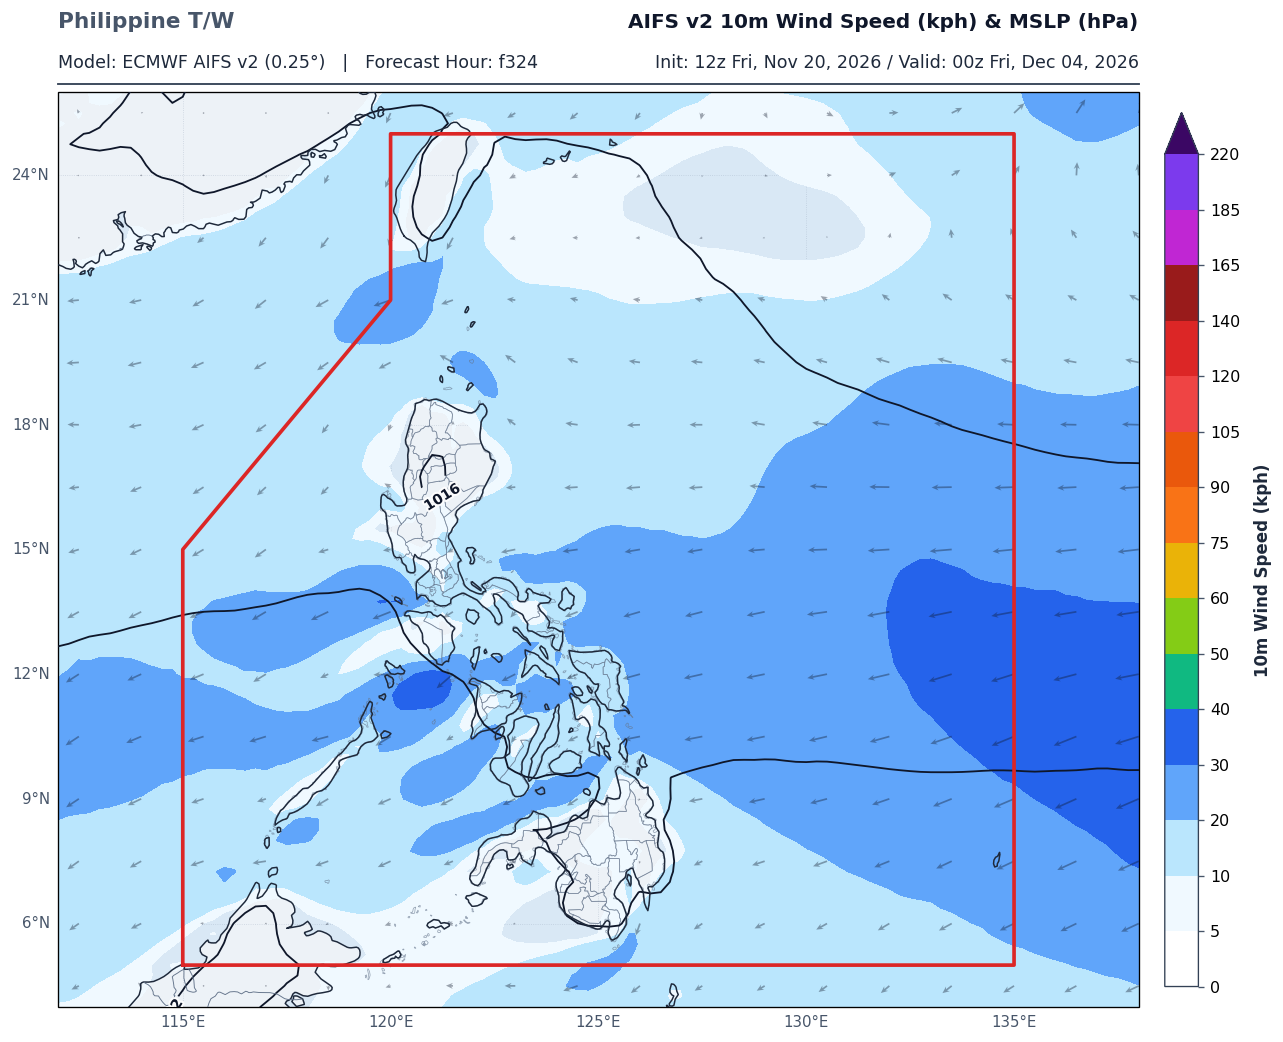 Philippine T/W
AIFS v2 10m Wind Speed (kph) & MSLP (hPa)
Model: ECMWF AIFS v2 (0.25°) | Forecast Hour: f324
Init: 12z Fri, Nov 20, 2026 / Valid: 00z Fri, Dec 04, 2026
24°N
21°N
18°N
15°N
12°N
9°N
6°N
1016
2
115°E
120°E
125°E
130°E
135°E
220
185
165
140
120
105
90
75
60
50
40
30
20
10
5
0
10m Wind Speed (kph)